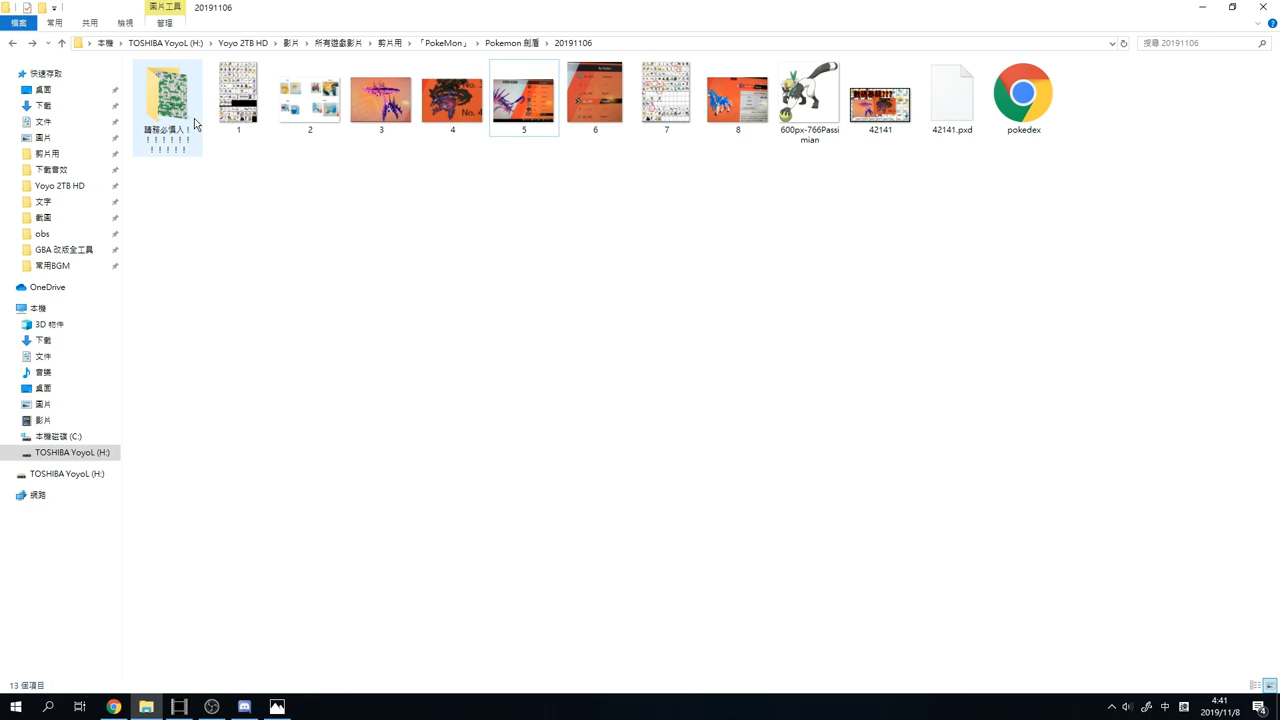 圖片工具
20191106
檔案
常用
共用
檢視
管理
本機 › TOSHIBA YoyoL (H:) › Yoyo 2TB HD › 影片 › 所有遊戲影片 › 剪片用 › 「PokeMon」 › Pokemon 劍盾 › 20191106
搜尋 20191106
快速存取
桌面
下載
文件
圖片
剪片用
下載音效
Yoyo 2TB HD
文字
截圖
obs
GBA 改版全工具
常用BGM
OneDrive
本機
3D 物件
下載
文件
音樂
桌面
圖片
影片
本機磁碟 (C:)
TOSHIBA YoyoL (H:)
TOSHIBA YoyoL (H:)
網路
務必慎入！
！！！！！！
！！！！！
1
2
3
4
5
6
7
8
600px-766Passi
mian
42141
42141.pxd
pokedex
No. 4
13 個項目
中
4:41
2019/11/8
4